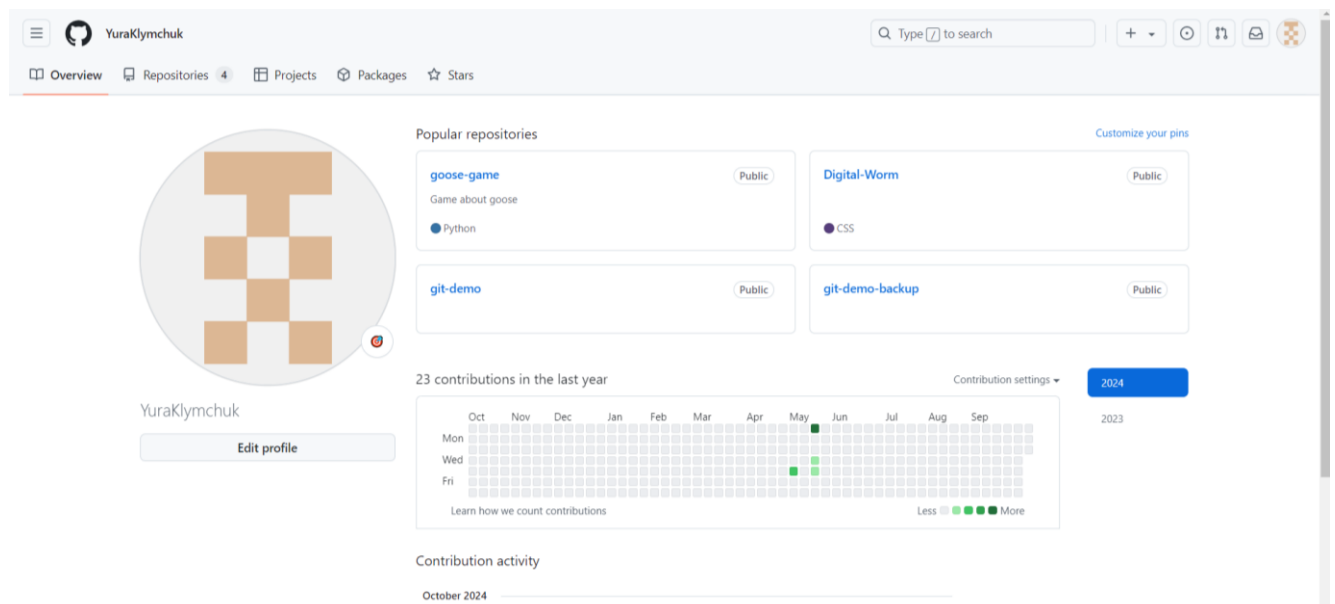 YuraKlymchuk
Type / to search
Overview
Repositories 4
Projects
Packages
Stars
Popular repositories
Customize your pins
goose-game
Public
Game about goose
Python
Digital-Worm
Public
CSS
git-demo
Public
git-demo-backup
Public
YuraKlymchuk
Edit profile
23 contributions in the last year
Contribution settings
2024
2023
Oct Nov Dec Jan Feb Mar Apr May Jun Jul Aug Sep
Mon
Wed
Fri
Learn how we count contributions
Less More
Contribution activity
October 2024